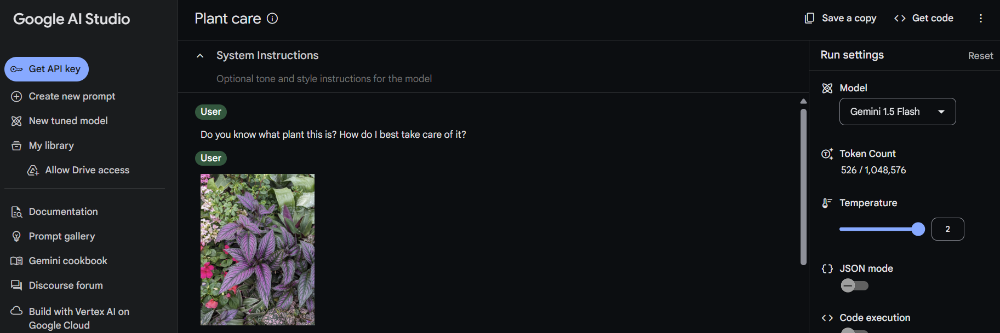 Google AI Studio
Get API key
Create new prompt
New tuned model
My library
Allow Drive access
Documentation
Prompt gallery
Gemini cookbook
Discourse forum
Build with Vertex AI on
Google Cloud
Plant care
Save a copy
Get code
System Instructions
Optional tone and style instructions for the model
User
Do you know what plant this is? How do I best take care of it?
User
Run settings
Reset
Model
Gemini 1.5 Flash
Token Count
526 / 1,048,576
Temperature
2
JSON mode
Code execution